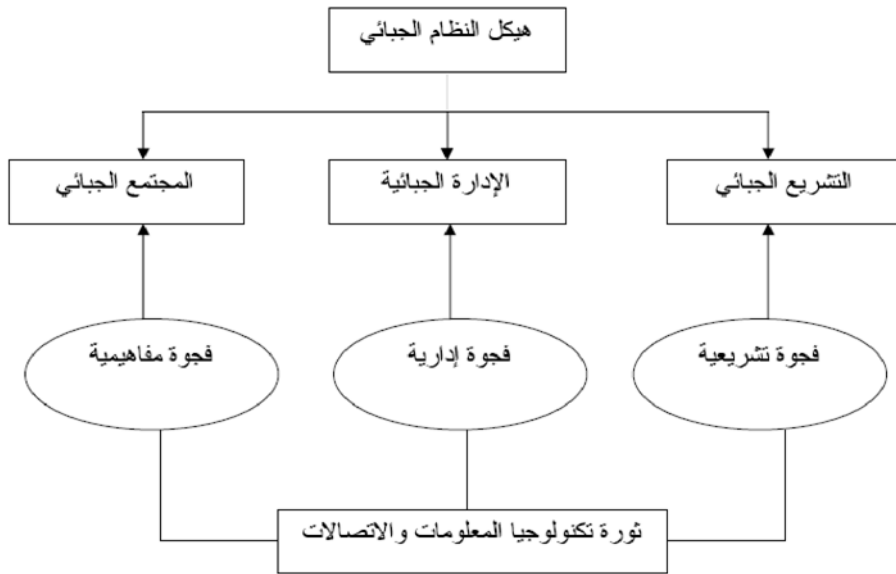 هيكل النظام الجبائي
التشريع الجبائي
الإدارة الجبائية
المجتمع الجبائي
فجوة تشريعية
فجوة إدارية
فجوة مفاهيمية
ثورة تكنولوجيا المعلومات والاتصالات